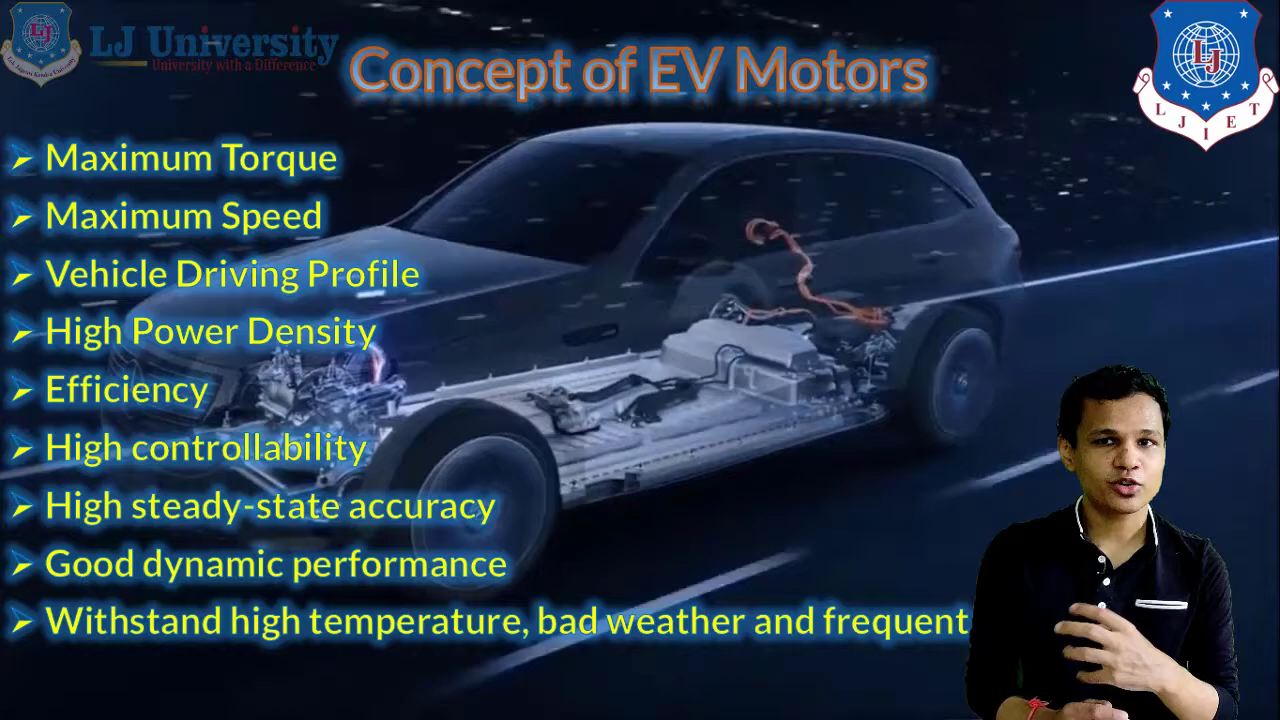 LJ University
University with a Difference
Concept of EV Motors
LJ
L J I E T
➢ Maximum Torque
➢ Maximum Speed
➢ Vehicle Driving Profile
➢ High Power Density
➢ Efficiency
➢ High controllability
➢ High steady-state accuracy
➢ Good dynamic performance
➢ Withstand high temperature, bad weather and frequent